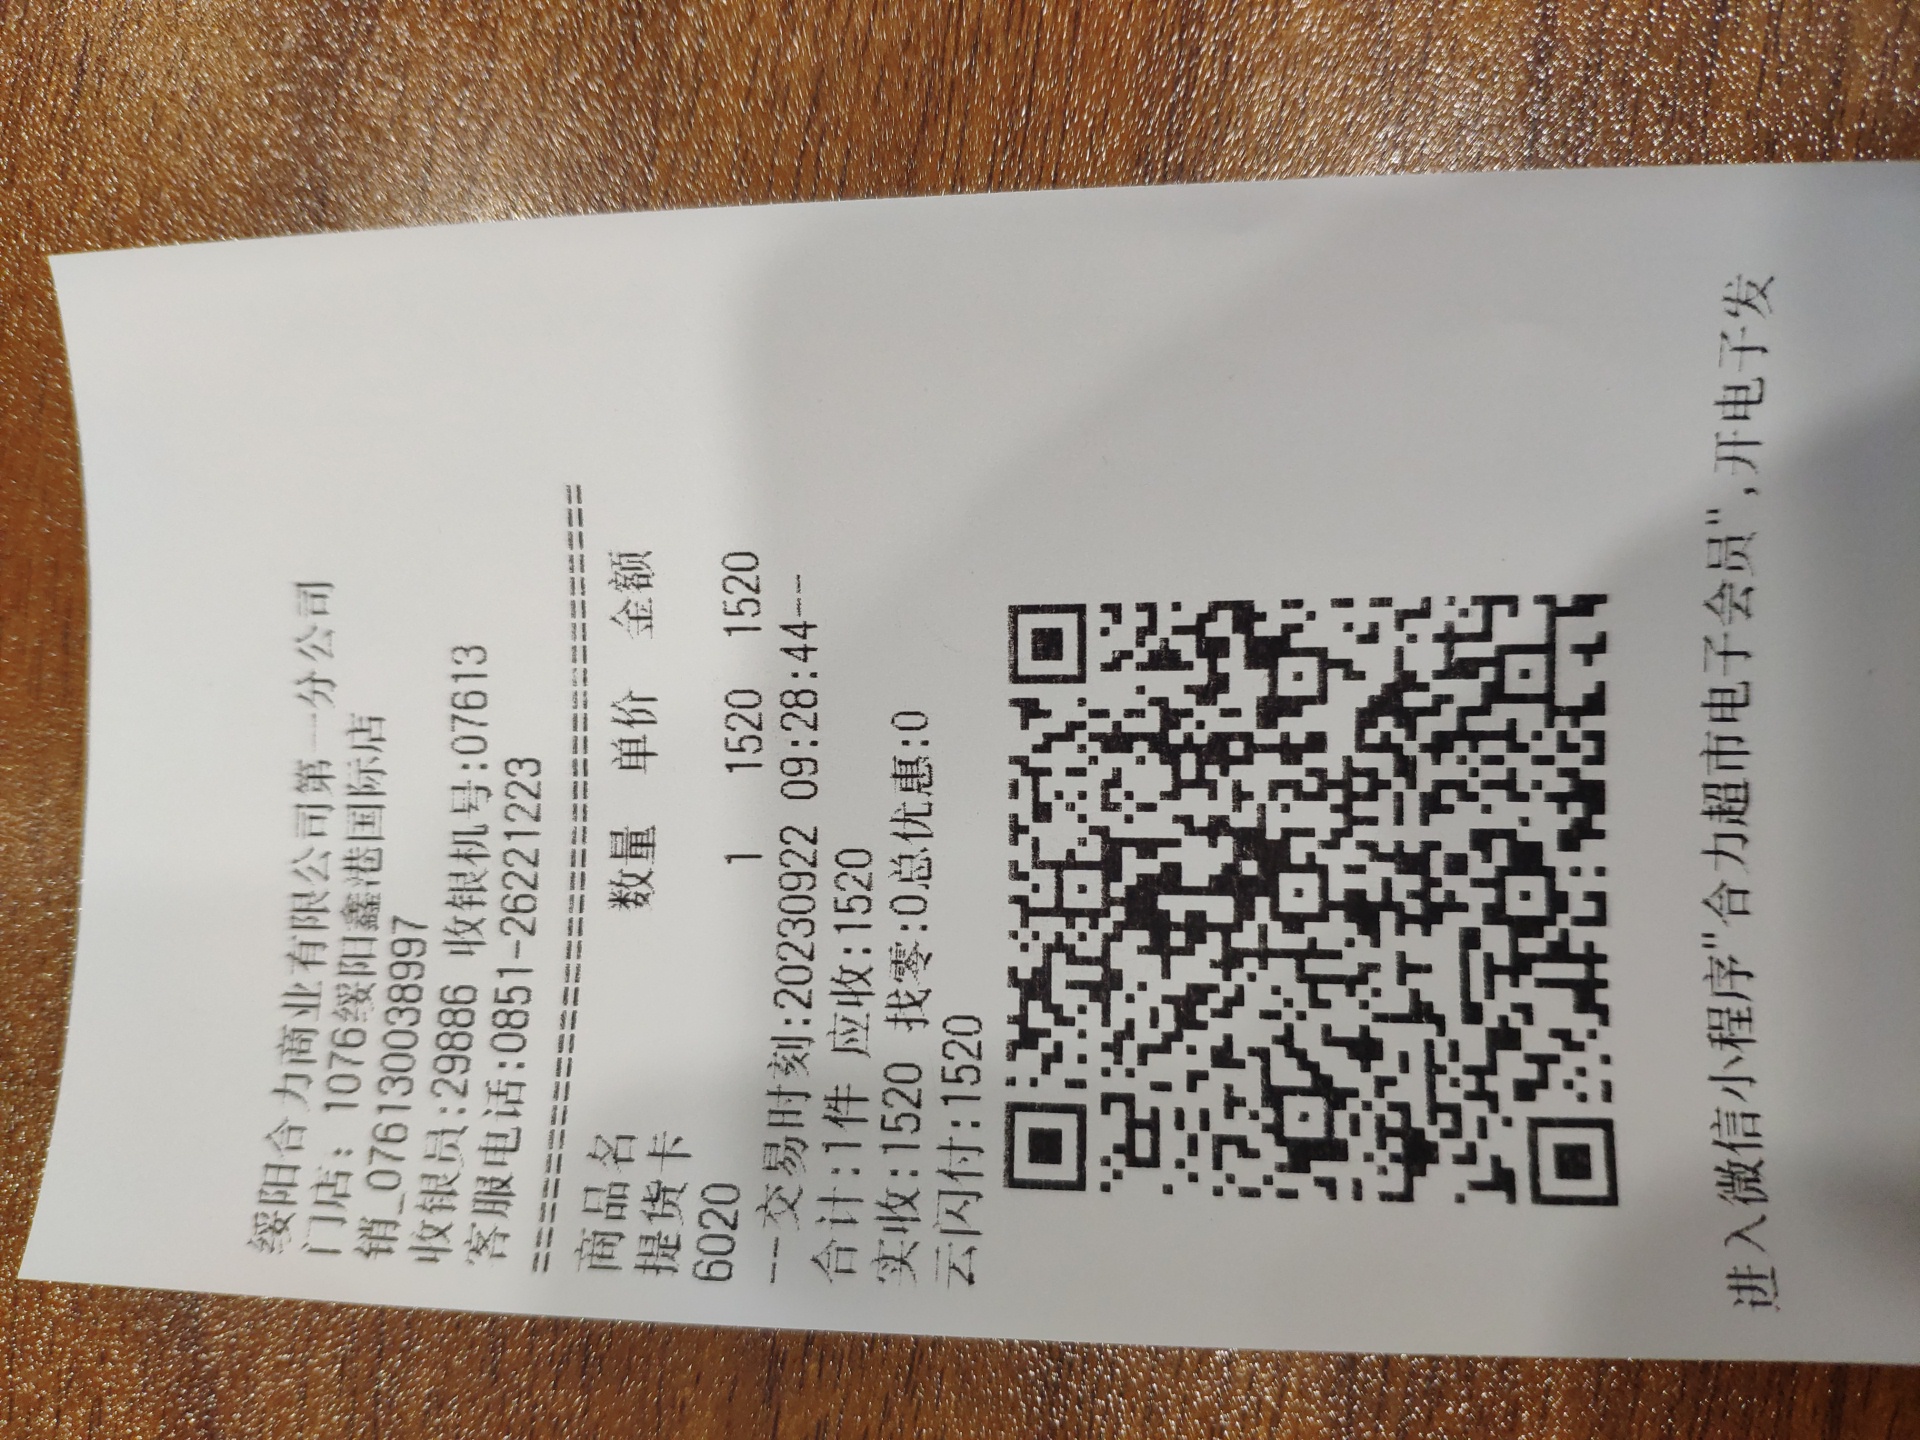 绥阳合力商业有限公司第一分公司
门店: 1076绥阳鑫港国际店
销_0761300038997
收银员:29886 收银机号:07613
客服电话:0851-26221223
==============================================
商品名 数量 单价 金额
提货卡
6020 1 1520 1520
--交易时刻:20230922 09:28:44--
合计:1件 应收:1520
实收:1520 找零:0总优惠:0
云闪付:1520
进入微信小程序"合力超市电子会员",开电子发